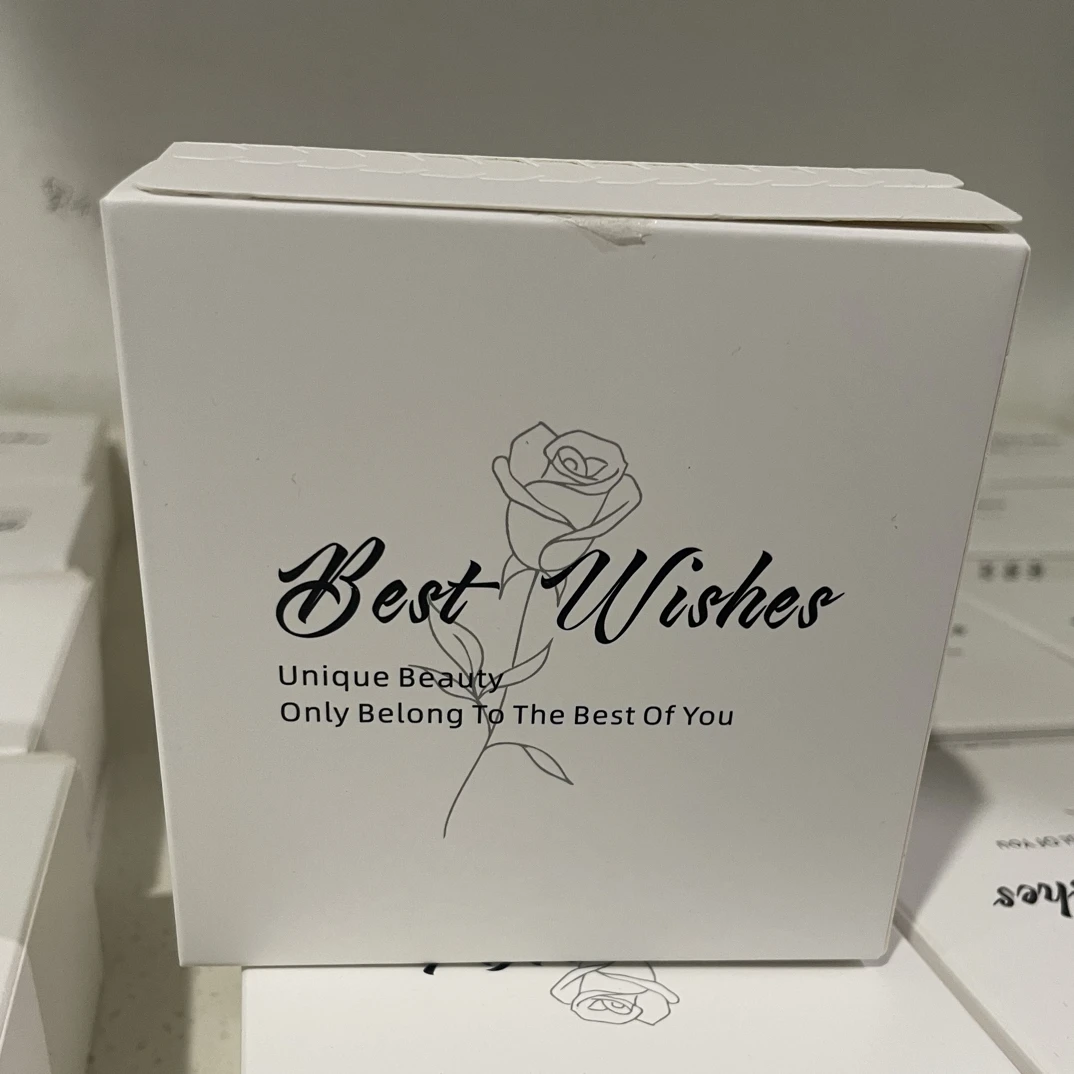 Best Wishes
Unique Beauty
Only Belong To The Best Of You